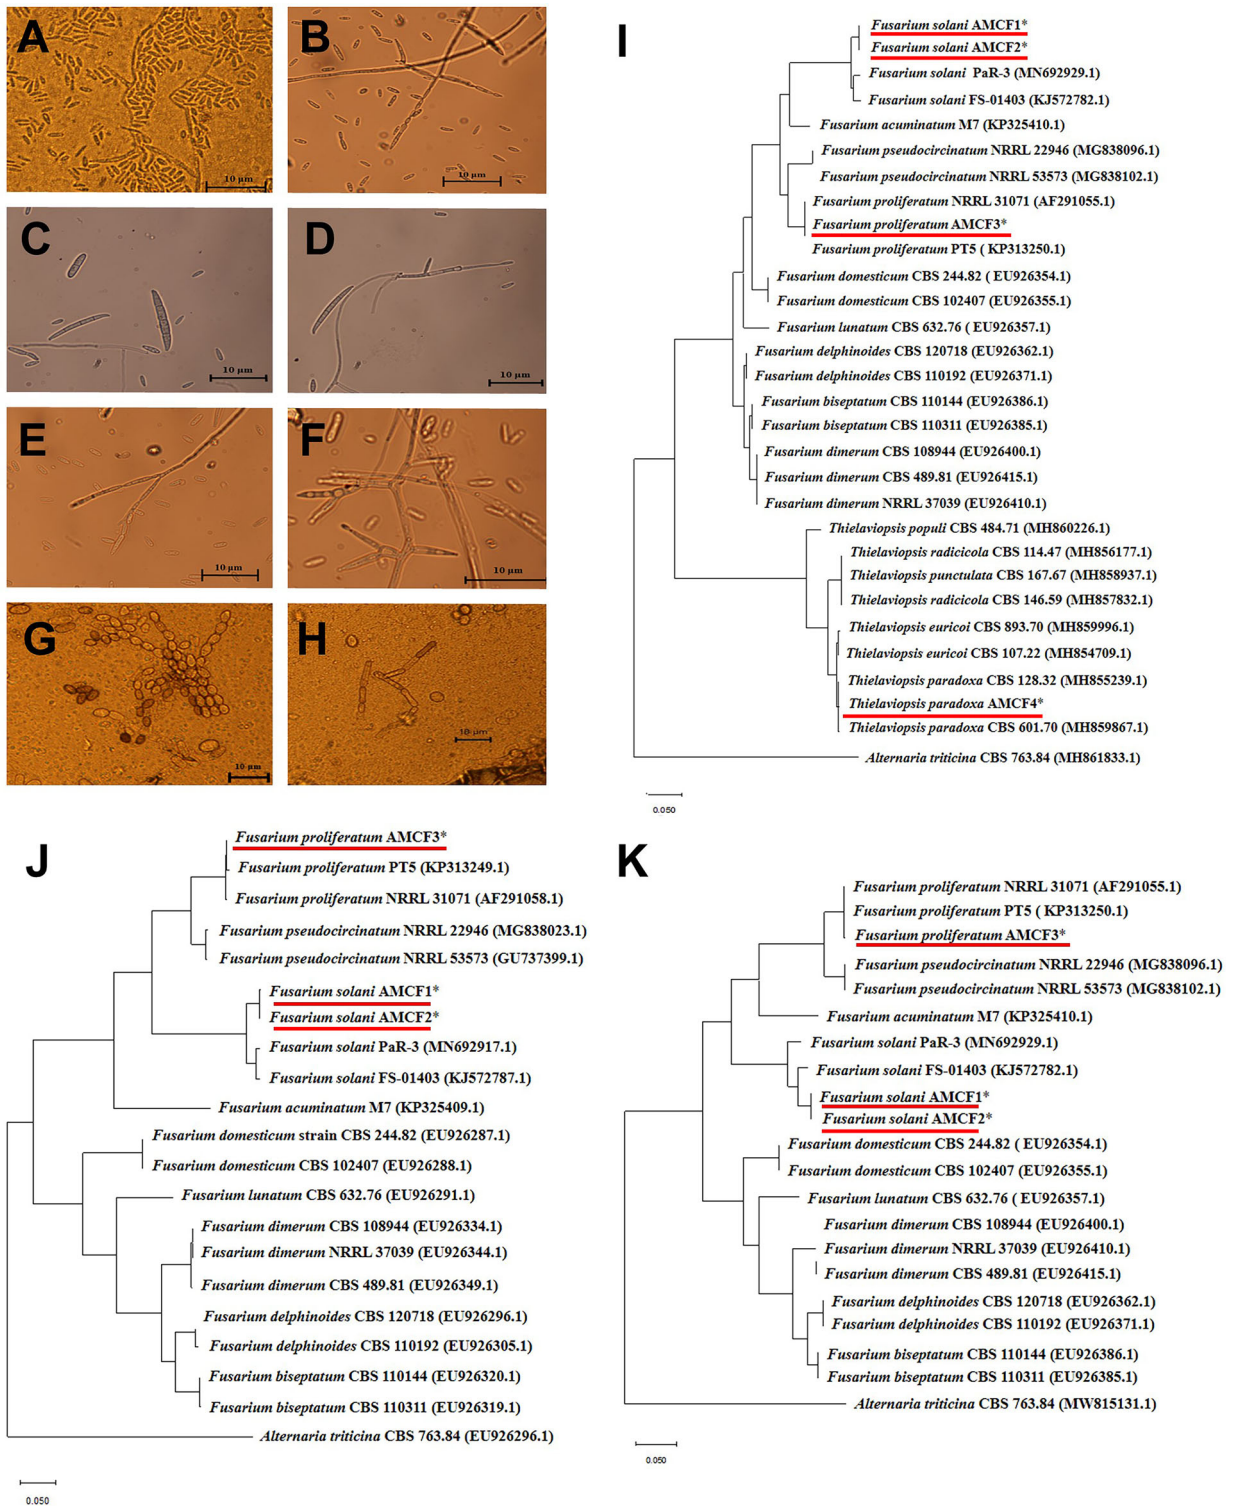 A
10 µm
B
10 µm
C
10 µm
D
10 µm
E
10 µm
F
10 µm
G
10 µm
H
10 µm
I
Fusarium solani AMCF1*
Fusarium solani AMCF2*
Fusarium solani PaR-3 (MN692929.1)
Fusarium solani FS-01403 (KJ572782.1)
Fusarium acuminatum M7 (KP325410.1)
Fusarium pseudocircinatum NRRL 22946 (MG838096.1)
Fusarium pseudocircinatum NRRL 53573 (MG838102.1)
Fusarium proliferatum NRRL 31071 (AF291055.1)
Fusarium proliferatum AMCF3*
Fusarium proliferatum PT5 ( KP313250.1)
Fusarium domesticum CBS 244.82 ( EU926354.1)
Fusarium domesticum CBS 102407 (EU926355.1)
Fusarium lunatum CBS 632.76 ( EU926357.1)
Fusarium delphinoides CBS 120718 (EU926362.1)
Fusarium delphinoides CBS 110192 (EU926371.1)
Fusarium biseptatum CBS 110144 (EU926386.1)
Fusarium biseptatum CBS 110311 (EU926385.1)
Fusarium dimerum CBS 108944 (EU926400.1)
Fusarium dimerum CBS 489.81 (EU926415.1)
Fusarium dimerum NRRL 37039 (EU926410.1)
Thielaviopsis populi CBS 484.71 (MH860226.1)
Thielaviopsis radicicola CBS 114.47 (MH856177.1)
Thielaviopsis punctulata CBS 167.67 (MH858937.1)
Thielaviopsis radicicola CBS 146.59 (MH857832.1)
Thielaviopsis euricoi CBS 893.70 (MH859996.1)
Thielaviopsis euricoi CBS 107.22 (MH854709.1)
Thielaviopsis paradoxa CBS 128.32 (MH855239.1)
Thielaviopsis paradoxa AMCF4*
Thielaviopsis paradoxa CBS 601.70 (MH859867.1)
Alternaria triticina CBS 763.84 (MH861833.1)
0.050
J
Fusarium proliferatum AMCF3*
Fusarium proliferatum PT5 (KP313249.1)
Fusarium proliferatum NRRL 31071 (AF291058.1)
Fusarium pseudocircinatum NRRL 22946 (MG838023.1)
Fusarium pseudocircinatum NRRL 53573 (GU737399.1)
Fusarium solani AMCF1*
Fusarium solani AMCF2*
Fusarium solani PaR-3 (MN692917.1)
Fusarium solani FS-01403 (KJ572787.1)
Fusarium acuminatum M7 (KP325409.1)
Fusarium domesticum strain CBS 244.82 (EU926287.1)
Fusarium domesticum CBS 102407 (EU926288.1)
Fusarium lunatum CBS 632.76 (EU926291.1)
Fusarium dimerum CBS 108944 (EU926334.1)
Fusarium dimerum NRRL 37039 (EU926344.1)
Fusarium dimerum CBS 489.81 (EU926349.1)
Fusarium delphinoides CBS 120718 (EU926296.1)
Fusarium delphinoides CBS 110192 (EU926305.1)
Fusarium biseptatum CBS 110144 (EU926320.1)
Fusarium biseptatum CBS 110311 (EU926319.1)
Alternaria triticina CBS 763.84 (EU926296.1)
0.050
K
Fusarium proliferatum NRRL 31071 (AF291055.1)
Fusarium proliferatum PT5 ( KP313250.1)
Fusarium proliferatum AMCF3*
Fusarium pseudocircinatum NRRL 22946 (MG838096.1)
Fusarium pseudocircinatum NRRL 53573 (MG838102.1)
Fusarium acuminatum M7 (KP325410.1)
Fusarium solani PaR-3 (MN692929.1)
Fusarium solani FS-01403 (KJ572782.1)
Fusarium solani AMCF1*
Fusarium solani AMCF2*
Fusarium domesticum CBS 244.82 ( EU926354.1)
Fusarium domesticum CBS 102407 (EU926355.1)
Fusarium lunatum CBS 632.76 ( EU926357.1)
Fusarium dimerum CBS 108944 (EU926400.1)
Fusarium dimerum NRRL 37039 (EU926410.1)
Fusarium dimerum CBS 489.81 (EU926415.1)
Fusarium delphinoides CBS 120718 (EU926362.1)
Fusarium delphinoides CBS 110192 (EU926371.1)
Fusarium biseptatum CBS 110144 (EU926386.1)
Fusarium biseptatum CBS 110311 (EU926385.1)
Alternaria triticina CBS 763.84 (MW815131.1)
0.050